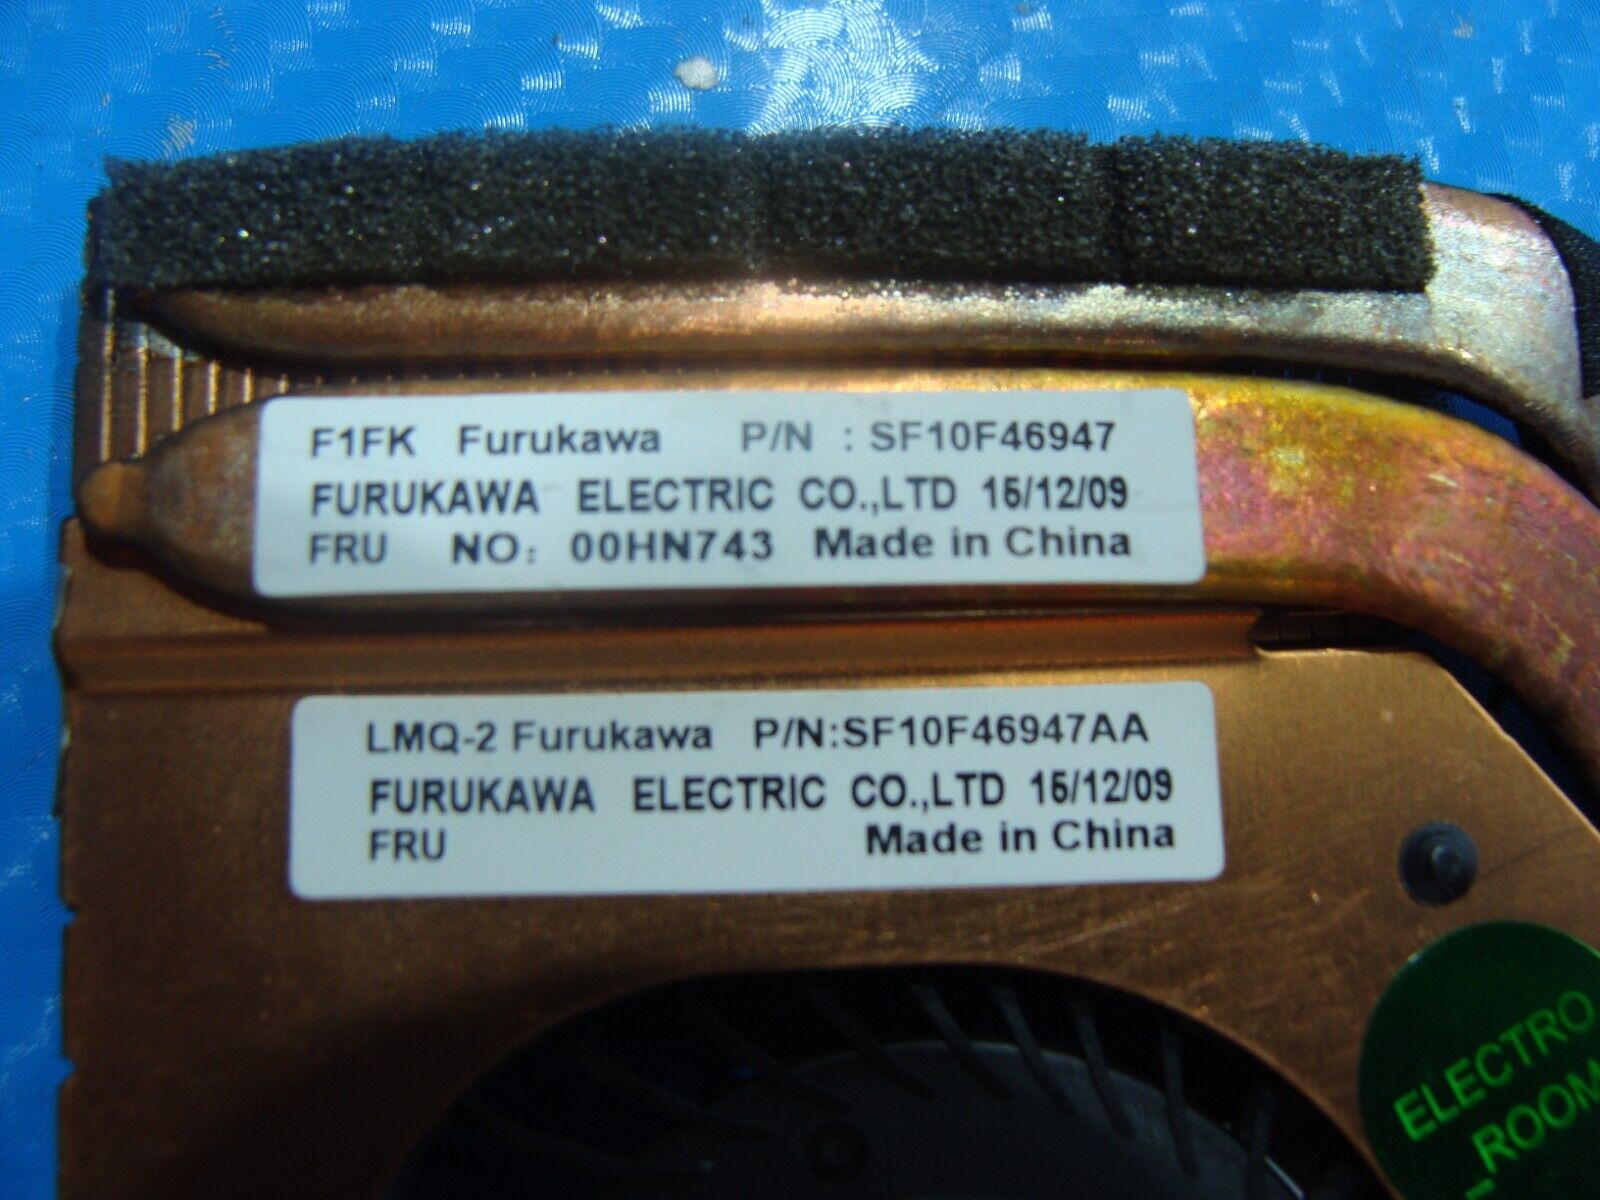 F1FK Furukawa P/N : SF10F46947
FURUKAWA ELECTRIC CO.,LTD 15/12/09
FRU NO: 00HN743 Made in China
LMQ-2 Furukawa P/N:SF10F46947AA
FURUKAWA ELECTRIC CO.,LTD 15/12/09
FRU Made in China
ELECTRO
ROOM